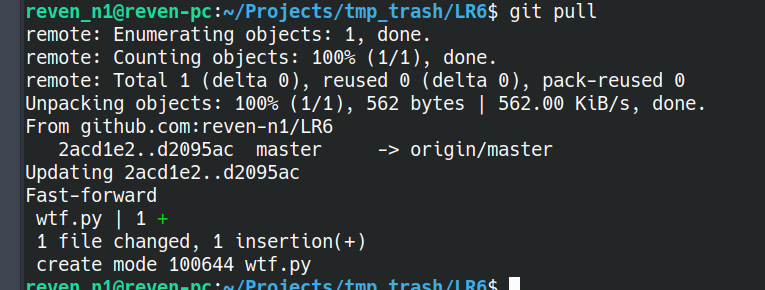 reven_n1@reven-pc:~/Projects/tmp_trash/LR6$ git pull
remote: Enumerating objects: 1, done.
remote: Counting objects: 100% (1/1), done.
remote: Total 1 (delta 0), reused 0 (delta 0), pack-reused 0
Unpacking objects: 100% (1/1), 562 bytes | 562.00 KiB/s, done.
From github.com:reven-n1/LR6
   2acd1e2..d2095ac  master     -> origin/master
Updating 2acd1e2..d2095ac
Fast-forward
 wtf.py | 1 +
 1 file changed, 1 insertion(+)
 create mode 100644 wtf.py
reven_n1@reven-pc:~/Projects/tmp_trash/LR6$